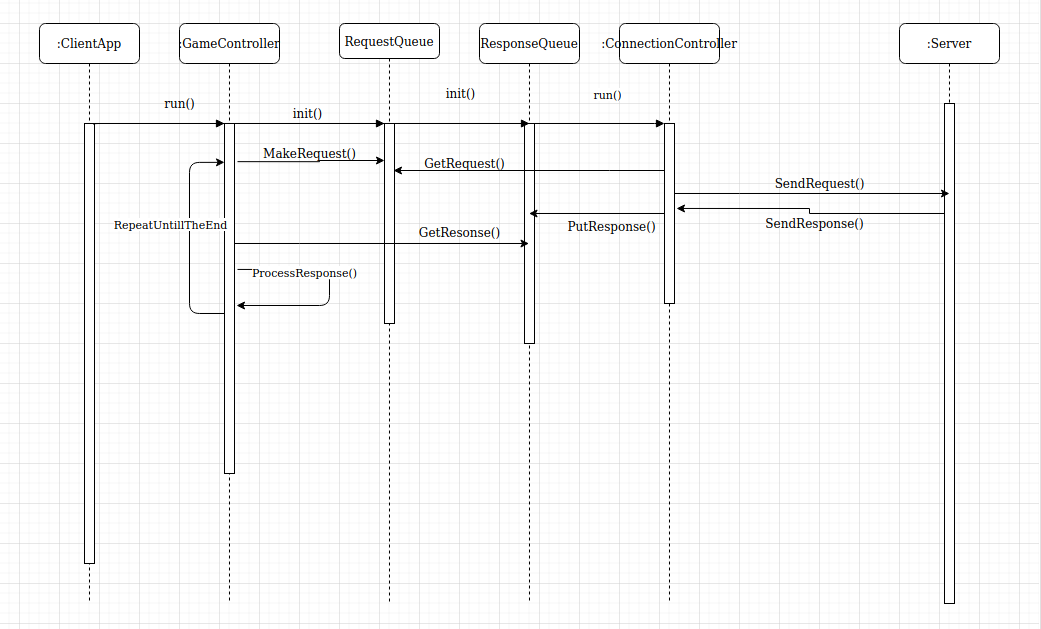 :ClientApp
:GameController
RequestQueue
ResponseQueue
:ConnectionController
:Server
run()
init()
init()
run()
MakeRequest()
GetRequest()
SendRequest()
RepeatUntillTheEnd
GetResonse()
PutResponse()
SendResponse()
ProcessResponse()